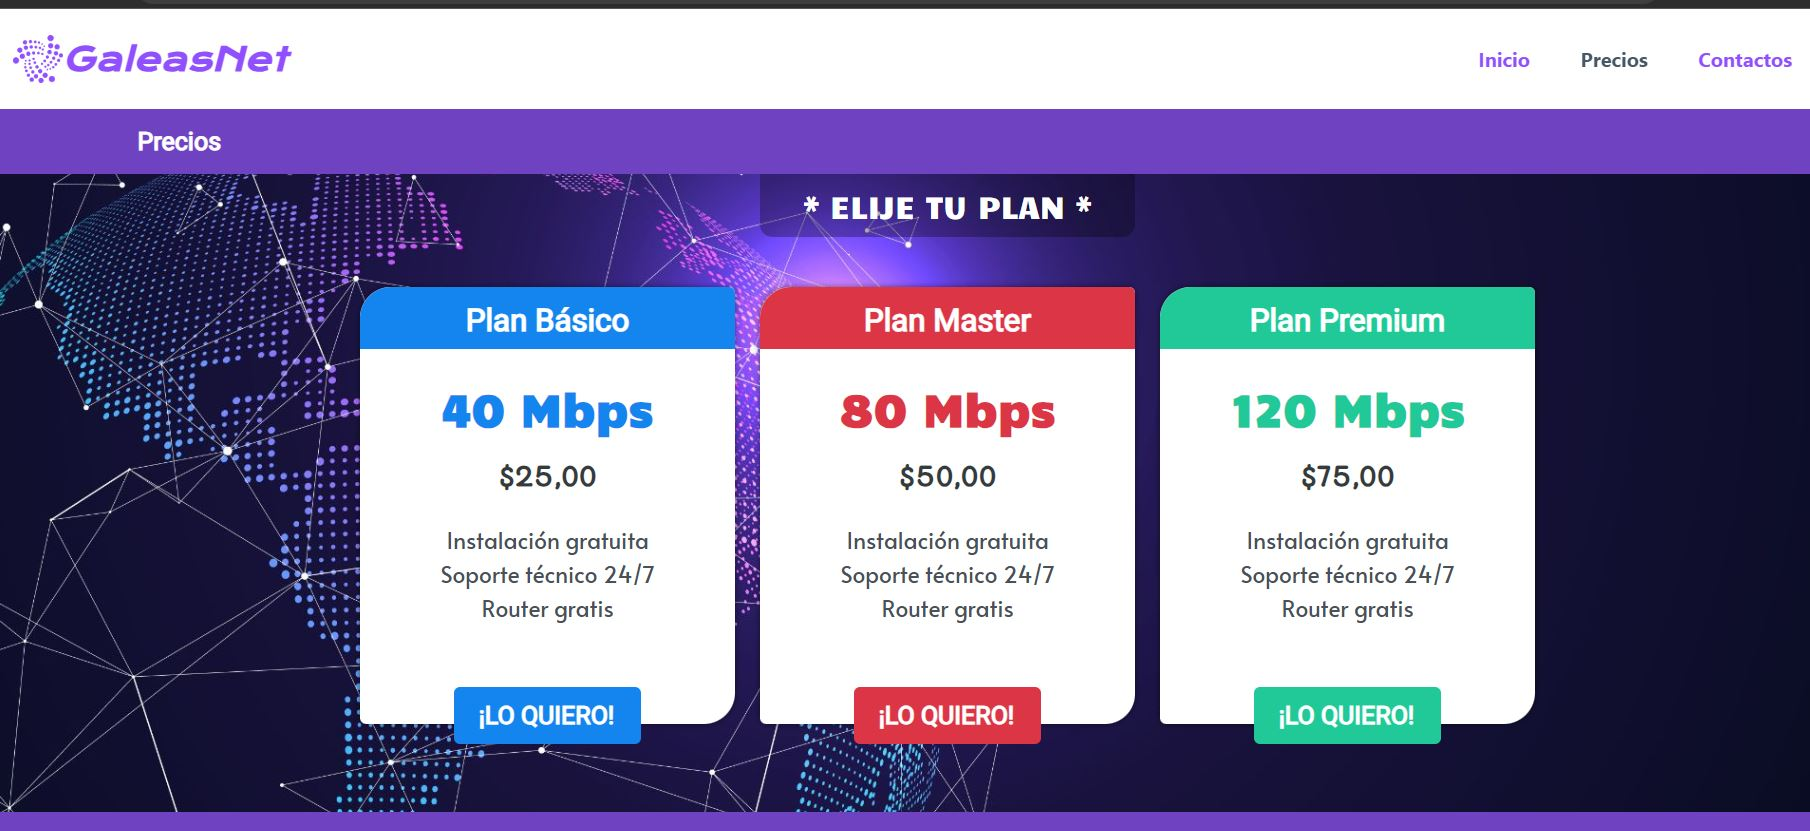 GaleasNet
Inicio Precios Contactos
Precios
* ELIJE TU PLAN *
Plan Básico
40 Mbps
$25,00
Instalación gratuita
Soporte técnico 24/7
Router gratis
¡LO QUIERO!
Plan Master
80 Mbps
$50,00
Instalación gratuita
Soporte técnico 24/7
Router gratis
¡LO QUIERO!
Plan Premium
120 Mbps
$75,00
Instalación gratuita
Soporte técnico 24/7
Router gratis
¡LO QUIERO!